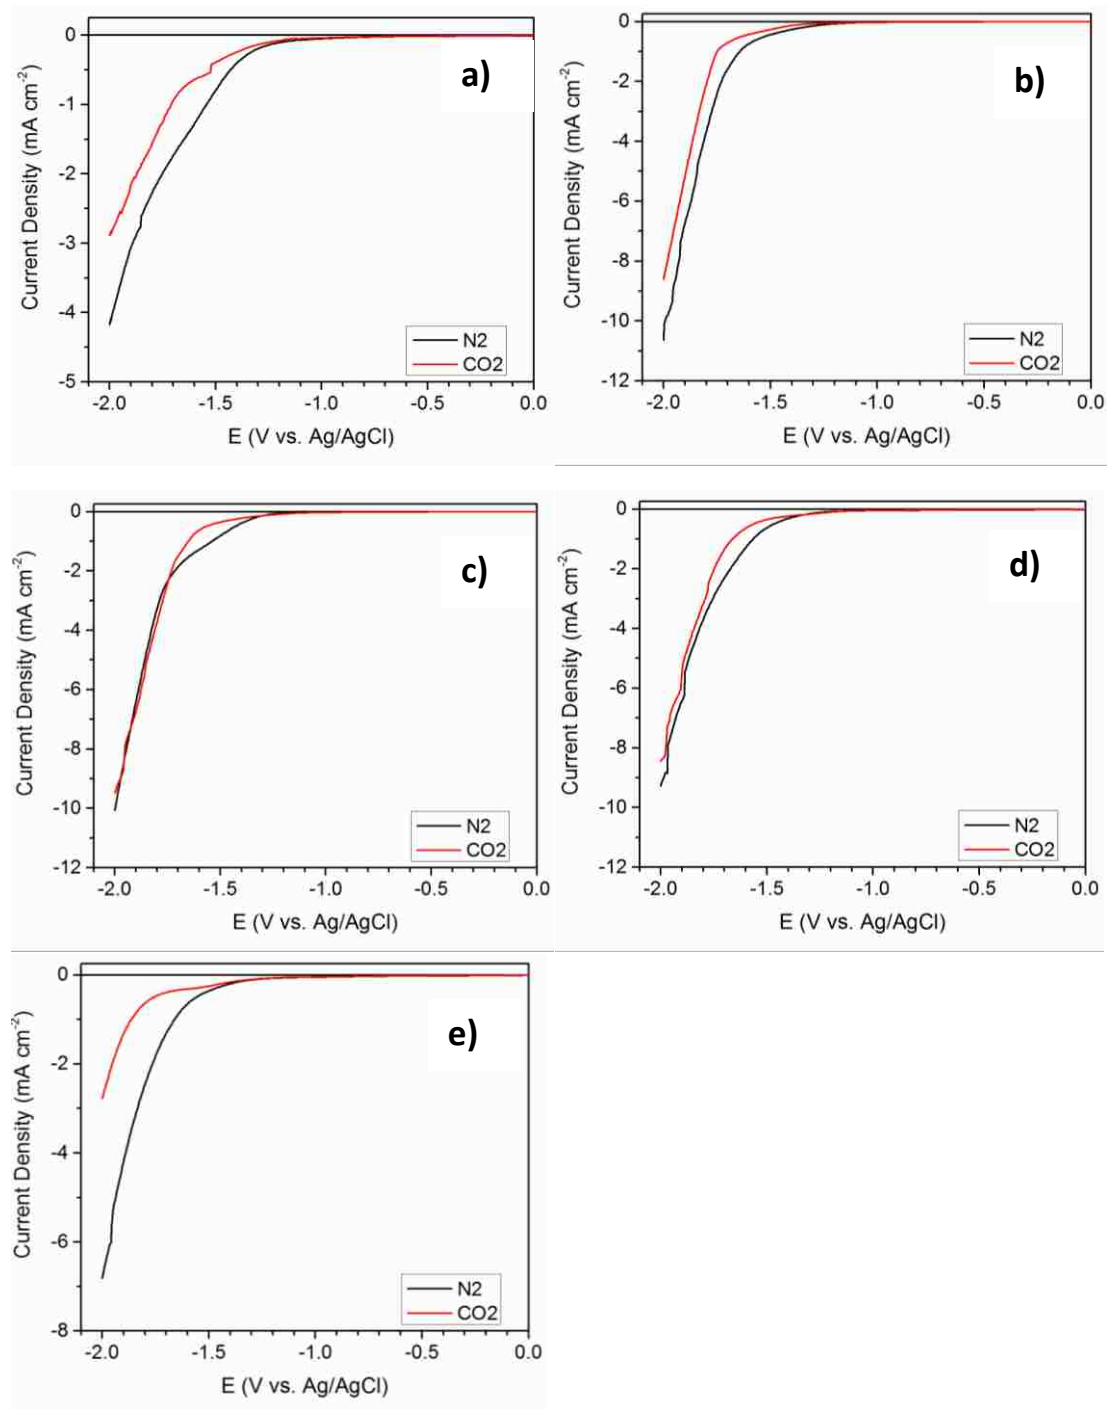 a)
0
-1
-2
-3
-4
-5
Current Density (mA cm-2)
N2
CO2
-2.0 -1.5 -1.0 -0.5 0.0
E (V vs. Ag/AgCl)
b)
0
-2
-4
-6
-8
-10
-12
Current Density (mA cm-2)
N2
CO2
-2.0 -1.5 -1.0 -0.5 0.0
E (V vs. Ag/AgCl)
c)
0
-2
-4
-6
-8
-10
-12
Current Density (mA cm-2)
N2
CO2
-2.0 -1.5 -1.0 -0.5 0.0
E (V vs. Ag/AgCl)
d)
0
-2
-4
-6
-8
-10
-12
Current Density (mA cm-2)
N2
CO2
-2.0 -1.5 -1.0 -0.5 0.0
E (V vs. Ag/AgCl)
e)
0
-2
-4
-6
-8
Current Density (mA cm-2)
N2
CO2
-2.0 -1.5 -1.0 -0.5 0.0
E (V vs. Ag/AgCl)